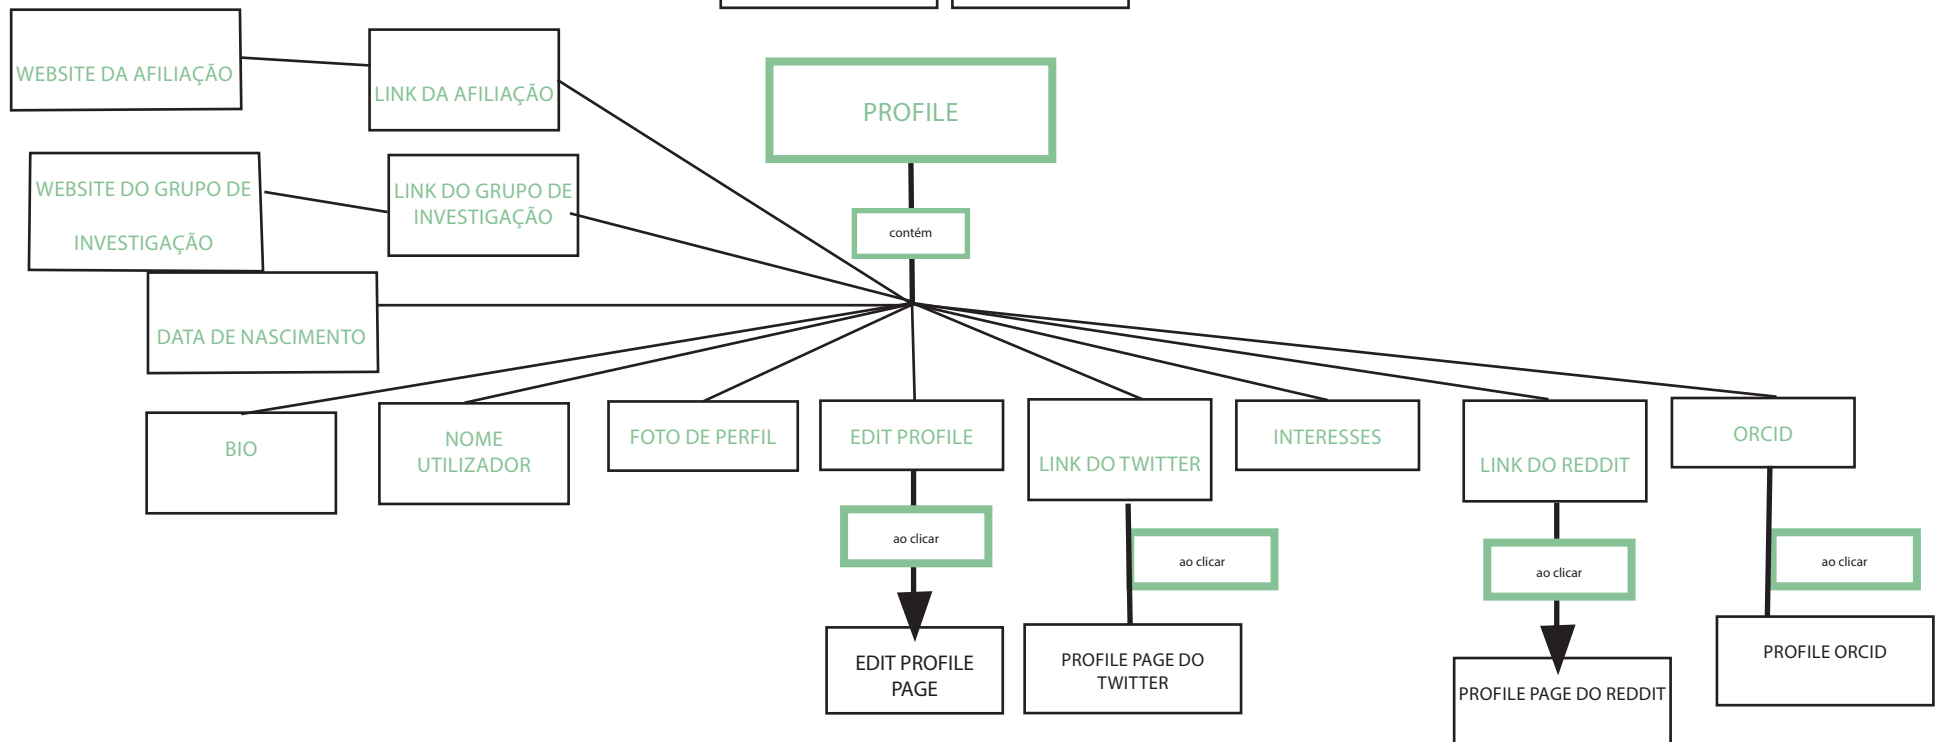 WEBSITE DA AFILIAÇÃO
LINK DA AFILIAÇÃO
PROFILE
WEBSITE DO GRUPO DE
INVESTIGAÇÃO
LINK DO GRUPO DE
INVESTIGAÇÃO
contém
DATA DE NASCIMENTO
BIO
NOME
UTILIZADOR
FOTO DE PERFIL
EDIT PROFILE
LINK DO TWITTER
INTERESSES
LINK DO REDDIT
ORCID
ao clicar
ao clicar
ao clicar
ao clicar
EDIT PROFILE
PAGE
PROFILE PAGE DO
TWITTER
PROFILE PAGE DO REDDIT
PROFILE ORCID